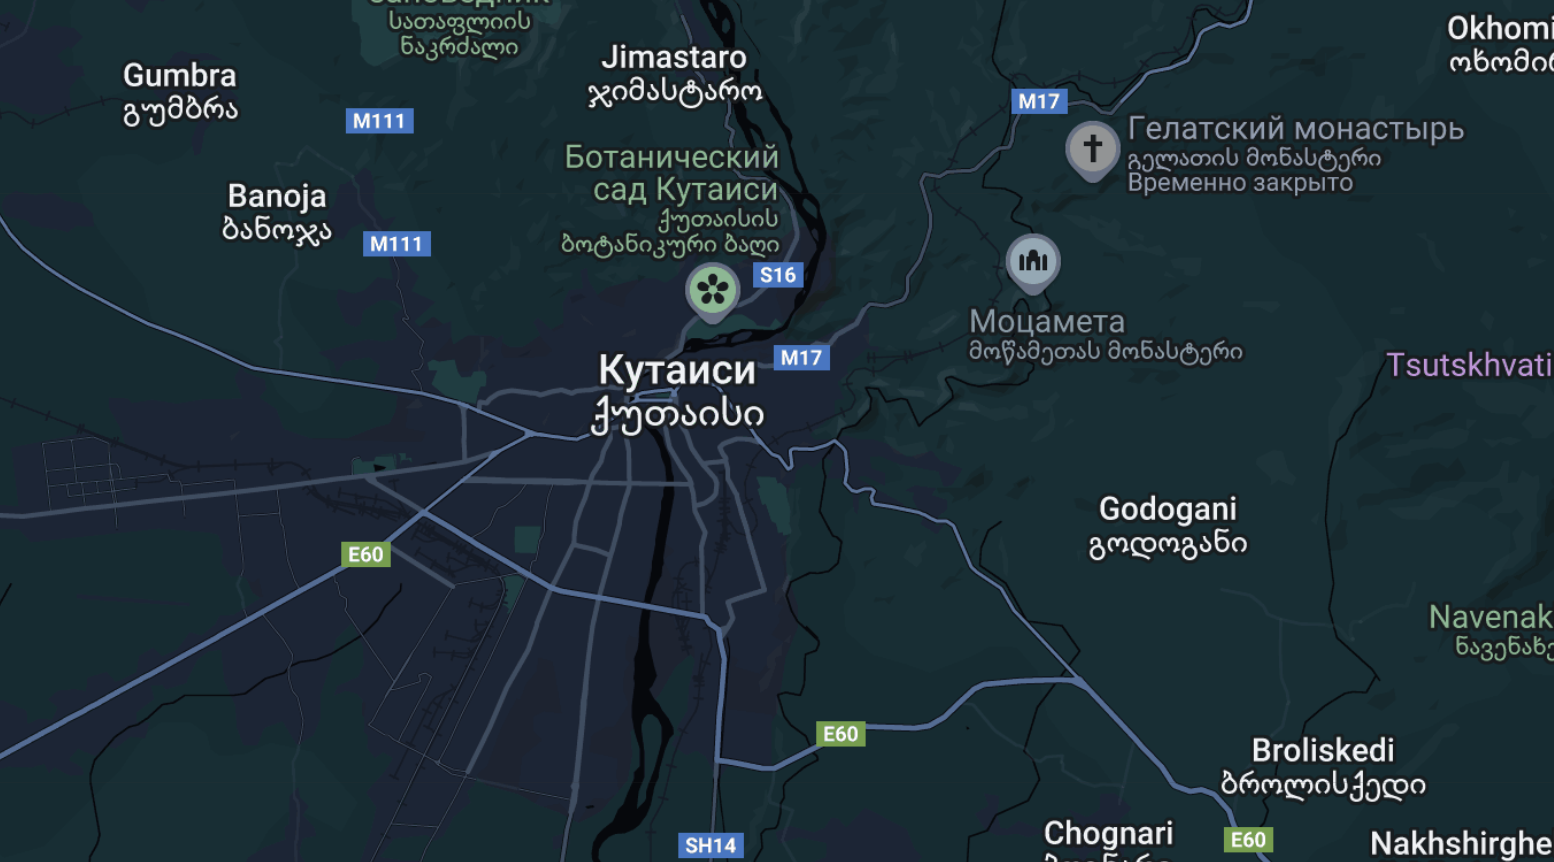 სათაფლიის
ნაკრძალი
Gumbra
გუმბრა
M111
Jimastaro
ჯიმასტარო
M17
Гелатский монастырь
გელათის მონასტერი
Временно закрыто
Banoja
ბანოჯა
M111
Ботанический
сад Кутаиси
ქუთაისის
ბოტანიკური ბაღი
S16
Моцамета
მოწამეთას მონასტერი
M17
Кутаиси
ქუთაისი
Tsutskhvati
Godogani
გოდოგანი
E60
Navenak
ნავენახე
E60
Broliskedi
ბროლისქედი
SH14
Chognari
E60
Nakhshirghe